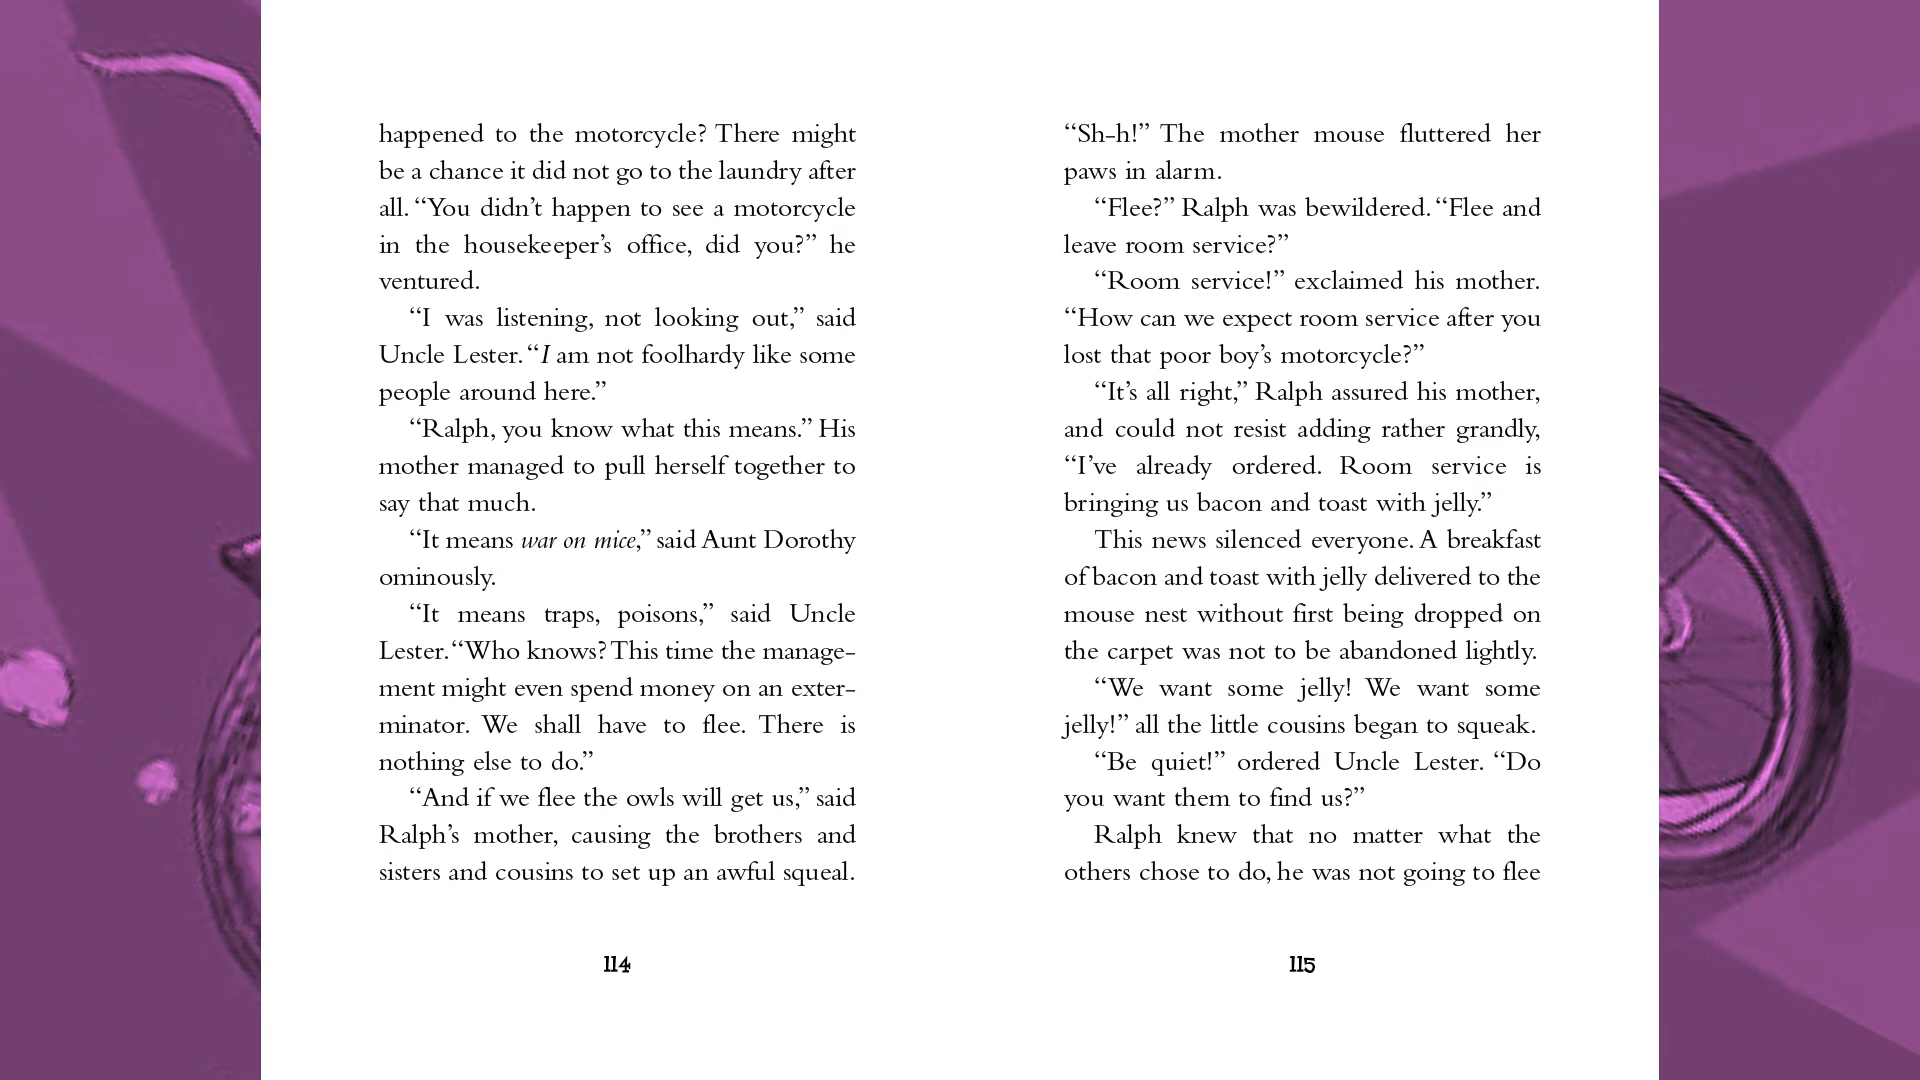 happened to the motorcycle? There might
be a chance it did not go to the laundry after
all. “You didn’t happen to see a motorcycle
in the housekeeper’s office, did you?” he
ventured.
“I was listening, not looking out,” said
Uncle Lester. “I am not foolhardy like some
people around here.”
“Ralph, you know what this means.” His
mother managed to pull herself together to
say that much.
“It means war on mice,” said Aunt Dorothy
ominously.
“It means traps, poisons,” said Uncle
Lester. “Who knows? This time the manage-
ment might even spend money on an exter-
minator. We shall have to flee. There is
nothing else to do.”
“And if we flee the owls will get us,” said
Ralph’s mother, causing the brothers and
sisters and cousins to set up an awful squeal.
114
“Sh-h!” The mother mouse fluttered her
paws in alarm.
“Flee?” Ralph was bewildered. “Flee and
leave room service?”
“Room service!” exclaimed his mother.
“How can we expect room service after you
lost that poor boy’s motorcycle?”
“It’s all right,” Ralph assured his mother,
and could not resist adding rather grandly,
“I’ve already ordered. Room service is
bringing us bacon and toast with jelly.”
This news silenced everyone. A breakfast
of bacon and toast with jelly delivered to the
mouse nest without first being dropped on
the carpet was not to be abandoned lightly.
“We want some jelly! We want some
jelly!” all the little cousins began to squeak.
“Be quiet!” ordered Uncle Lester. “Do
you want them to find us?”
Ralph knew that no matter what the
others chose to do, he was not going to flee
115